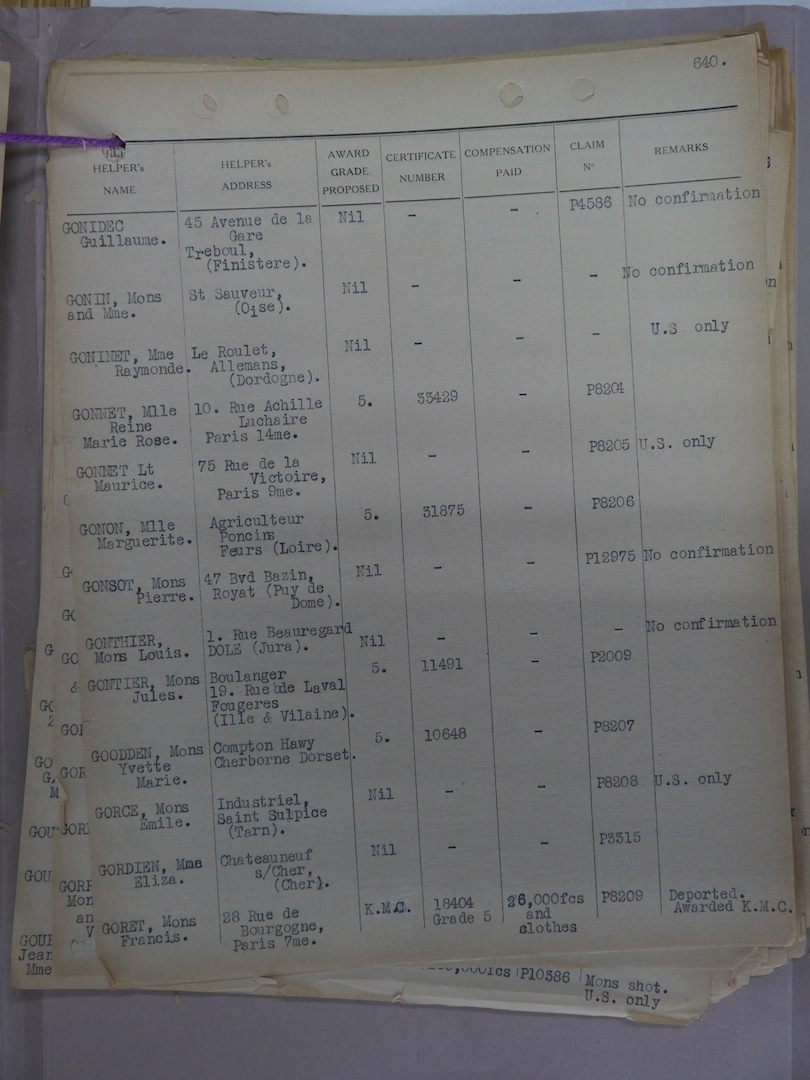 640.
HELPER's NAME
HELPER's ADDRESS
AWARD GRADE PROPOSED
CERTIFICATE NUMBER
COMPENSATION PAID
CLAIM Nº
REMARKS
GONIDEC 45 Avenue de la Nil - - P4586 No confirmation
Guillaume. Gare
Treboul,
(Finistere).
GONIN, Mons St Sauveur, Nil - - - No confirmation
and Mme. (Oise).
GONINET, Mme Le Roulet, Nil - - - U.S only
Raymonde. Allemans,
(Dordogne).
GONNET, Mlle 10. Rue Achille 5. 33429 - P8204
Reine Luchaire
Marie Rose. Paris 14me.
GONNET Lt 75 Rue de la Nil - - P8205 U.S. only
Maurice. Victoire,
Paris 9me.
GONON, Mlle Agriculteur 5. 31875 - P8206
Marguerite. Poncins
Feurs (Loire).
GONSOT, Mons 47 Bvd Bazin, Nil - - P12975 No confirmation
Pierre. Royat (Puy de
Dome).
GONTHIER, 1. Rue Beauregard Nil - - - No confirmation
Mons Louis. DOLE (Jura).
GONTIER, Mons Boulanger 5. 11491 - P2009
Jules. 19. Rue de Laval
Fougeres
(Ille & Vilaine).
GOODDEN, Mons Compton Hawy 5. 10648 - P8207
Yvette Cherborne Dorset.
Marie.
GORCE, Mons Industriel, Nil - - P8208 U.S. only
Emile. Saint Sulpice
(Tarn).
GORDIEN, Mme Chateauneuf Nil - - P3315
Eliza. s/Cher,
(Cher).
GORET, Mons 28 Rue de K.M.C. 18404 26,000fcs P8209 Deported.
Francis. Bourgogne, Grade 5 and Awarded K.M.C.
Paris 7me. clothes
P10386 Mons shot.
U.S. only
GOUR
Jean
Mme